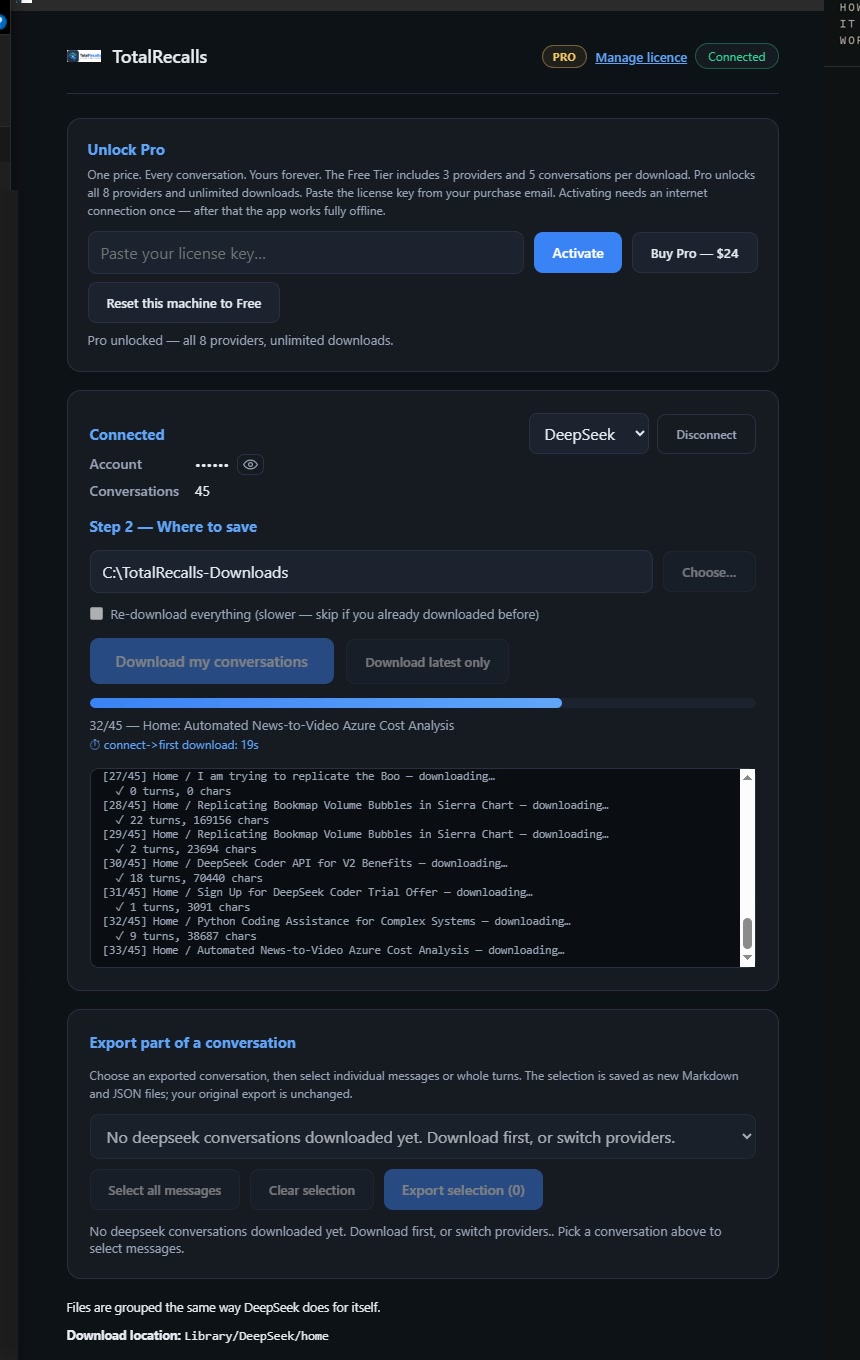 HOW
IT
WOR
TotalRecalls
PRO
Manage licence
Connected
Unlock Pro
One price. Every conversation. Yours forever. The Free Tier includes 3 providers and 5 conversations per download. Pro unlocks
all 8 providers and unlimited downloads. Paste the license key from your purchase email. Activating needs an internet
connection once — after that the app works fully offline.
Paste your license key...
Activate
Buy Pro — $24
Reset this machine to Free
Pro unlocked — all 8 providers, unlimited downloads.
Connected
DeepSeek
Disconnect
Account ••••••
Conversations 45
Step 2 — Where to save
C:\TotalRecalls-Downloads
Choose...
Re-download everything (slower — skip if you already downloaded before)
Download my conversations
Download latest only
32/45 — Home: Automated News-to-Video Azure Cost Analysis
⏱ connect->first download: 19s
[27/45] Home / I am trying to replicate the Boo — downloading…
✓ 0 turns, 0 chars
[28/45] Home / Replicating Bookmap Volume Bubbles in Sierra Chart — downloading…
✓ 22 turns, 169156 chars
[29/45] Home / Replicating Bookmap Volume Bubbles in Sierra Chart — downloading…
✓ 2 turns, 23694 chars
[30/45] Home / DeepSeek Coder API for V2 Benefits — downloading…
✓ 18 turns, 70440 chars
[31/45] Home / Sign Up for DeepSeek Coder Trial Offer — downloading…
✓ 1 turns, 3091 chars
[32/45] Home / Python Coding Assistance for Complex Systems — downloading…
✓ 9 turns, 38687 chars
[33/45] Home / Automated News-to-Video Azure Cost Analysis — downloading…
Export part of a conversation
Choose an exported conversation, then select individual messages or whole turns. The selection is saved as new Markdown
and JSON files; your original export is unchanged.
No deepseek conversations downloaded yet. Download first, or switch providers.
Select all messages
Clear selection
Export selection (0)
No deepseek conversations downloaded yet. Download first, or switch providers.. Pick a conversation above to
select messages.
Files are grouped the same way DeepSeek does for itself.
Download location: Library/DeepSeek/home